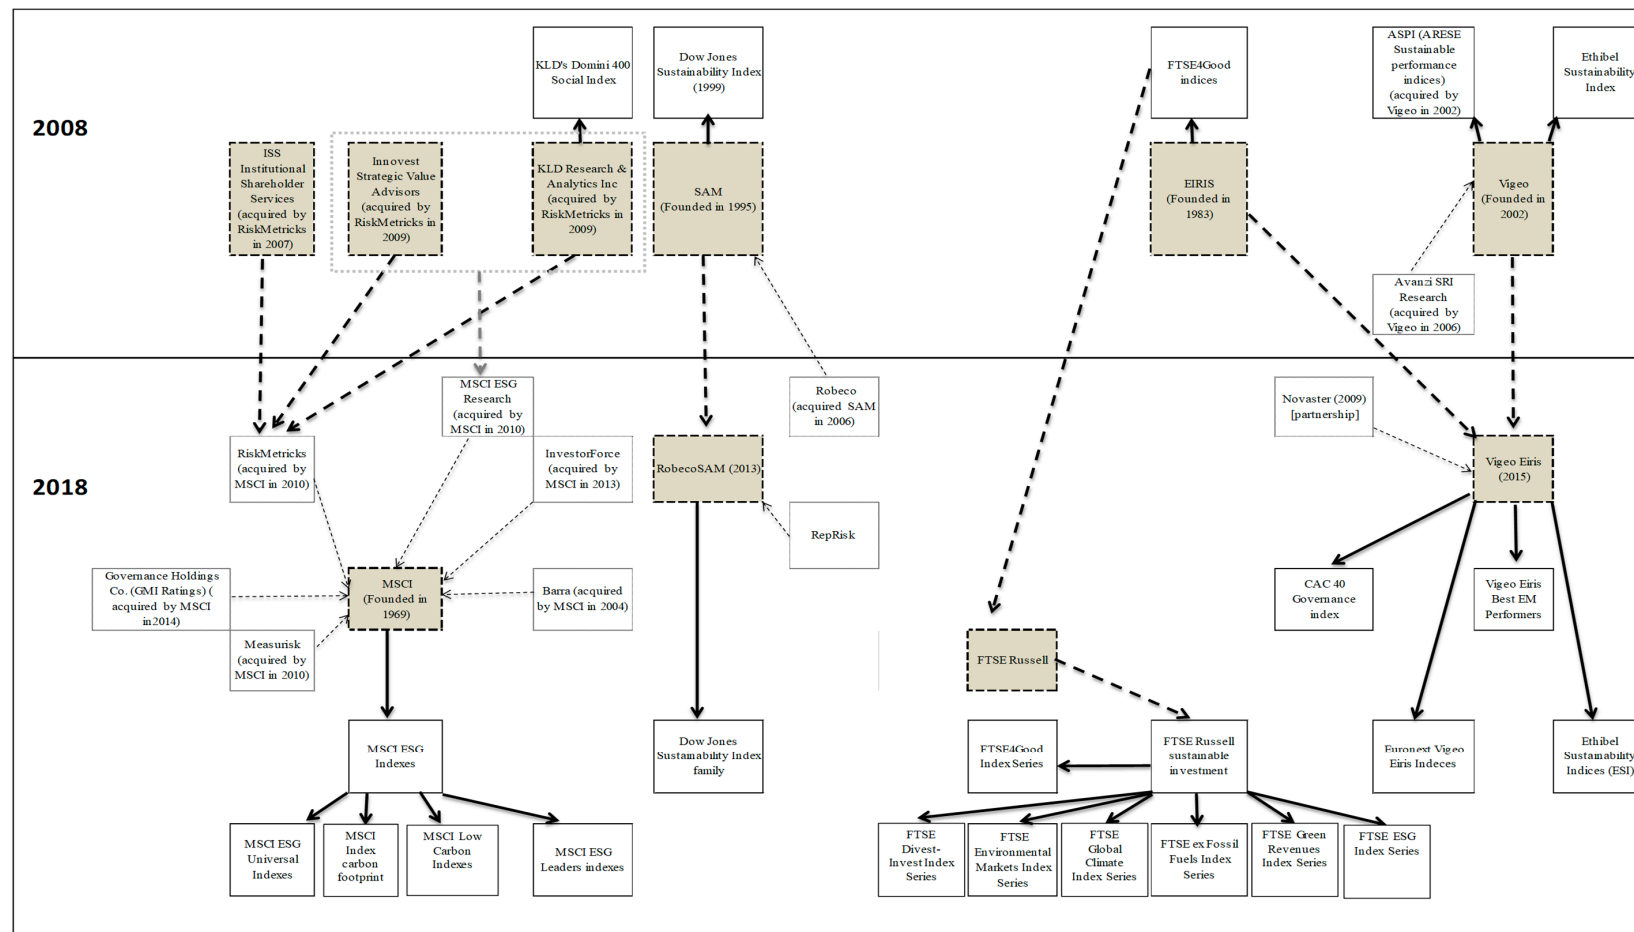 2008
KLD's Domini 400
Social Index
Dow Jones
Sustainability Index
(1999)
FTSE4Good
indices
ASPI (ARESE
Sustainable
performance
indices)
(acquired by
Vigeo in 2002)
Ethibel
Sustainability
Index
ISS
Institutional
Shareholder
Services
(acquired by
RiskMetricks
in 2007)
Innovest
Strategic Value
Advisors
(acquired by
RiskMetricks in
2009)
KLD Research &
Analytics Inc
(acquired by
RiskMetricks in
2009)
SAM
(Founded in 1995)
EIRIS
(Founded in
1983)
Vigeo
(Founded in
2002)
Avanzi SRI
Research
(acquired by
Vigeo in 2006)
2018
MSCI ESG
Research
(acquired by
MSCI in 2010)
Robeco
(acquired SAM
in 2006)
Novaster (2009)
[partnership]
RiskMetricks
(acquired by
MSCI in 2010)
InvestorForce
(acquired by
MSCI in 2013)
RobecoSAM (2013)
Vigeo Eiris
(2015)
RepRisk
Governance Holdings
Co. (GMI Ratings) (
acquired by MSCI
in2014)
MSCI
(Founded in
1969)
Barra (acquired
by MSCI in 2004)
CAC 40
Governance
index
Vigeo Eiris
Best EM
Performers
Measurisk
(acquired by
MSCI in 2010)
FTSE Russell
MSCI ESG
Indexes
Dow Jones
Sustainability Index
family
FTSE4Good
Index Series
FTSE Russell
sustainable
investment
Euronext Vigeo
Eiris Indeces
Ethibel
Sustainability
Indices (ESI)
MSCI ESG
Universal
Indexes
MSCI
Index
carbon
footprint
MSCI Low
Carbon
Indexes
MSCI ESG
Leaders indexes
FTSE
Divest-
Invest Index
Series
FTSE
Environmental
Markets Index
Series
FTSE
Global
Climate
Index Series
FTSE ex Fossil
Fuels Index
Series
FTSE Green
Revenues
Index Series
FTSE ESG
Index Series